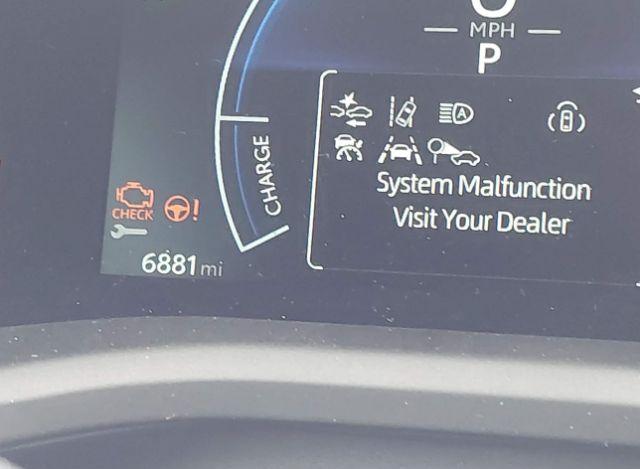 MPH
P
A
CHARGE
System Malfunction
Visit Your Dealer
CHECK
!
6881 mi